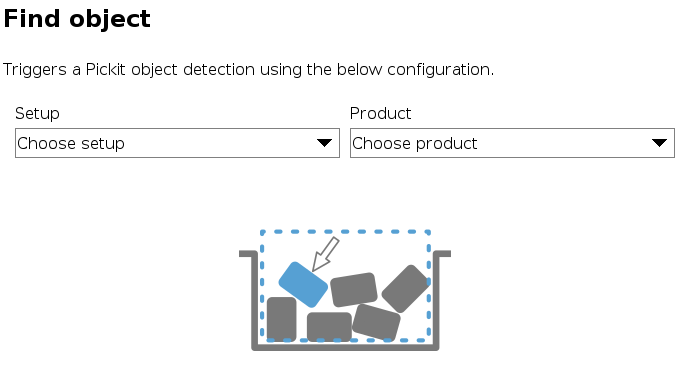 Find object
Triggers a Pickit object detection using the below configuration.
Setup
Product
Choose setup
Choose product